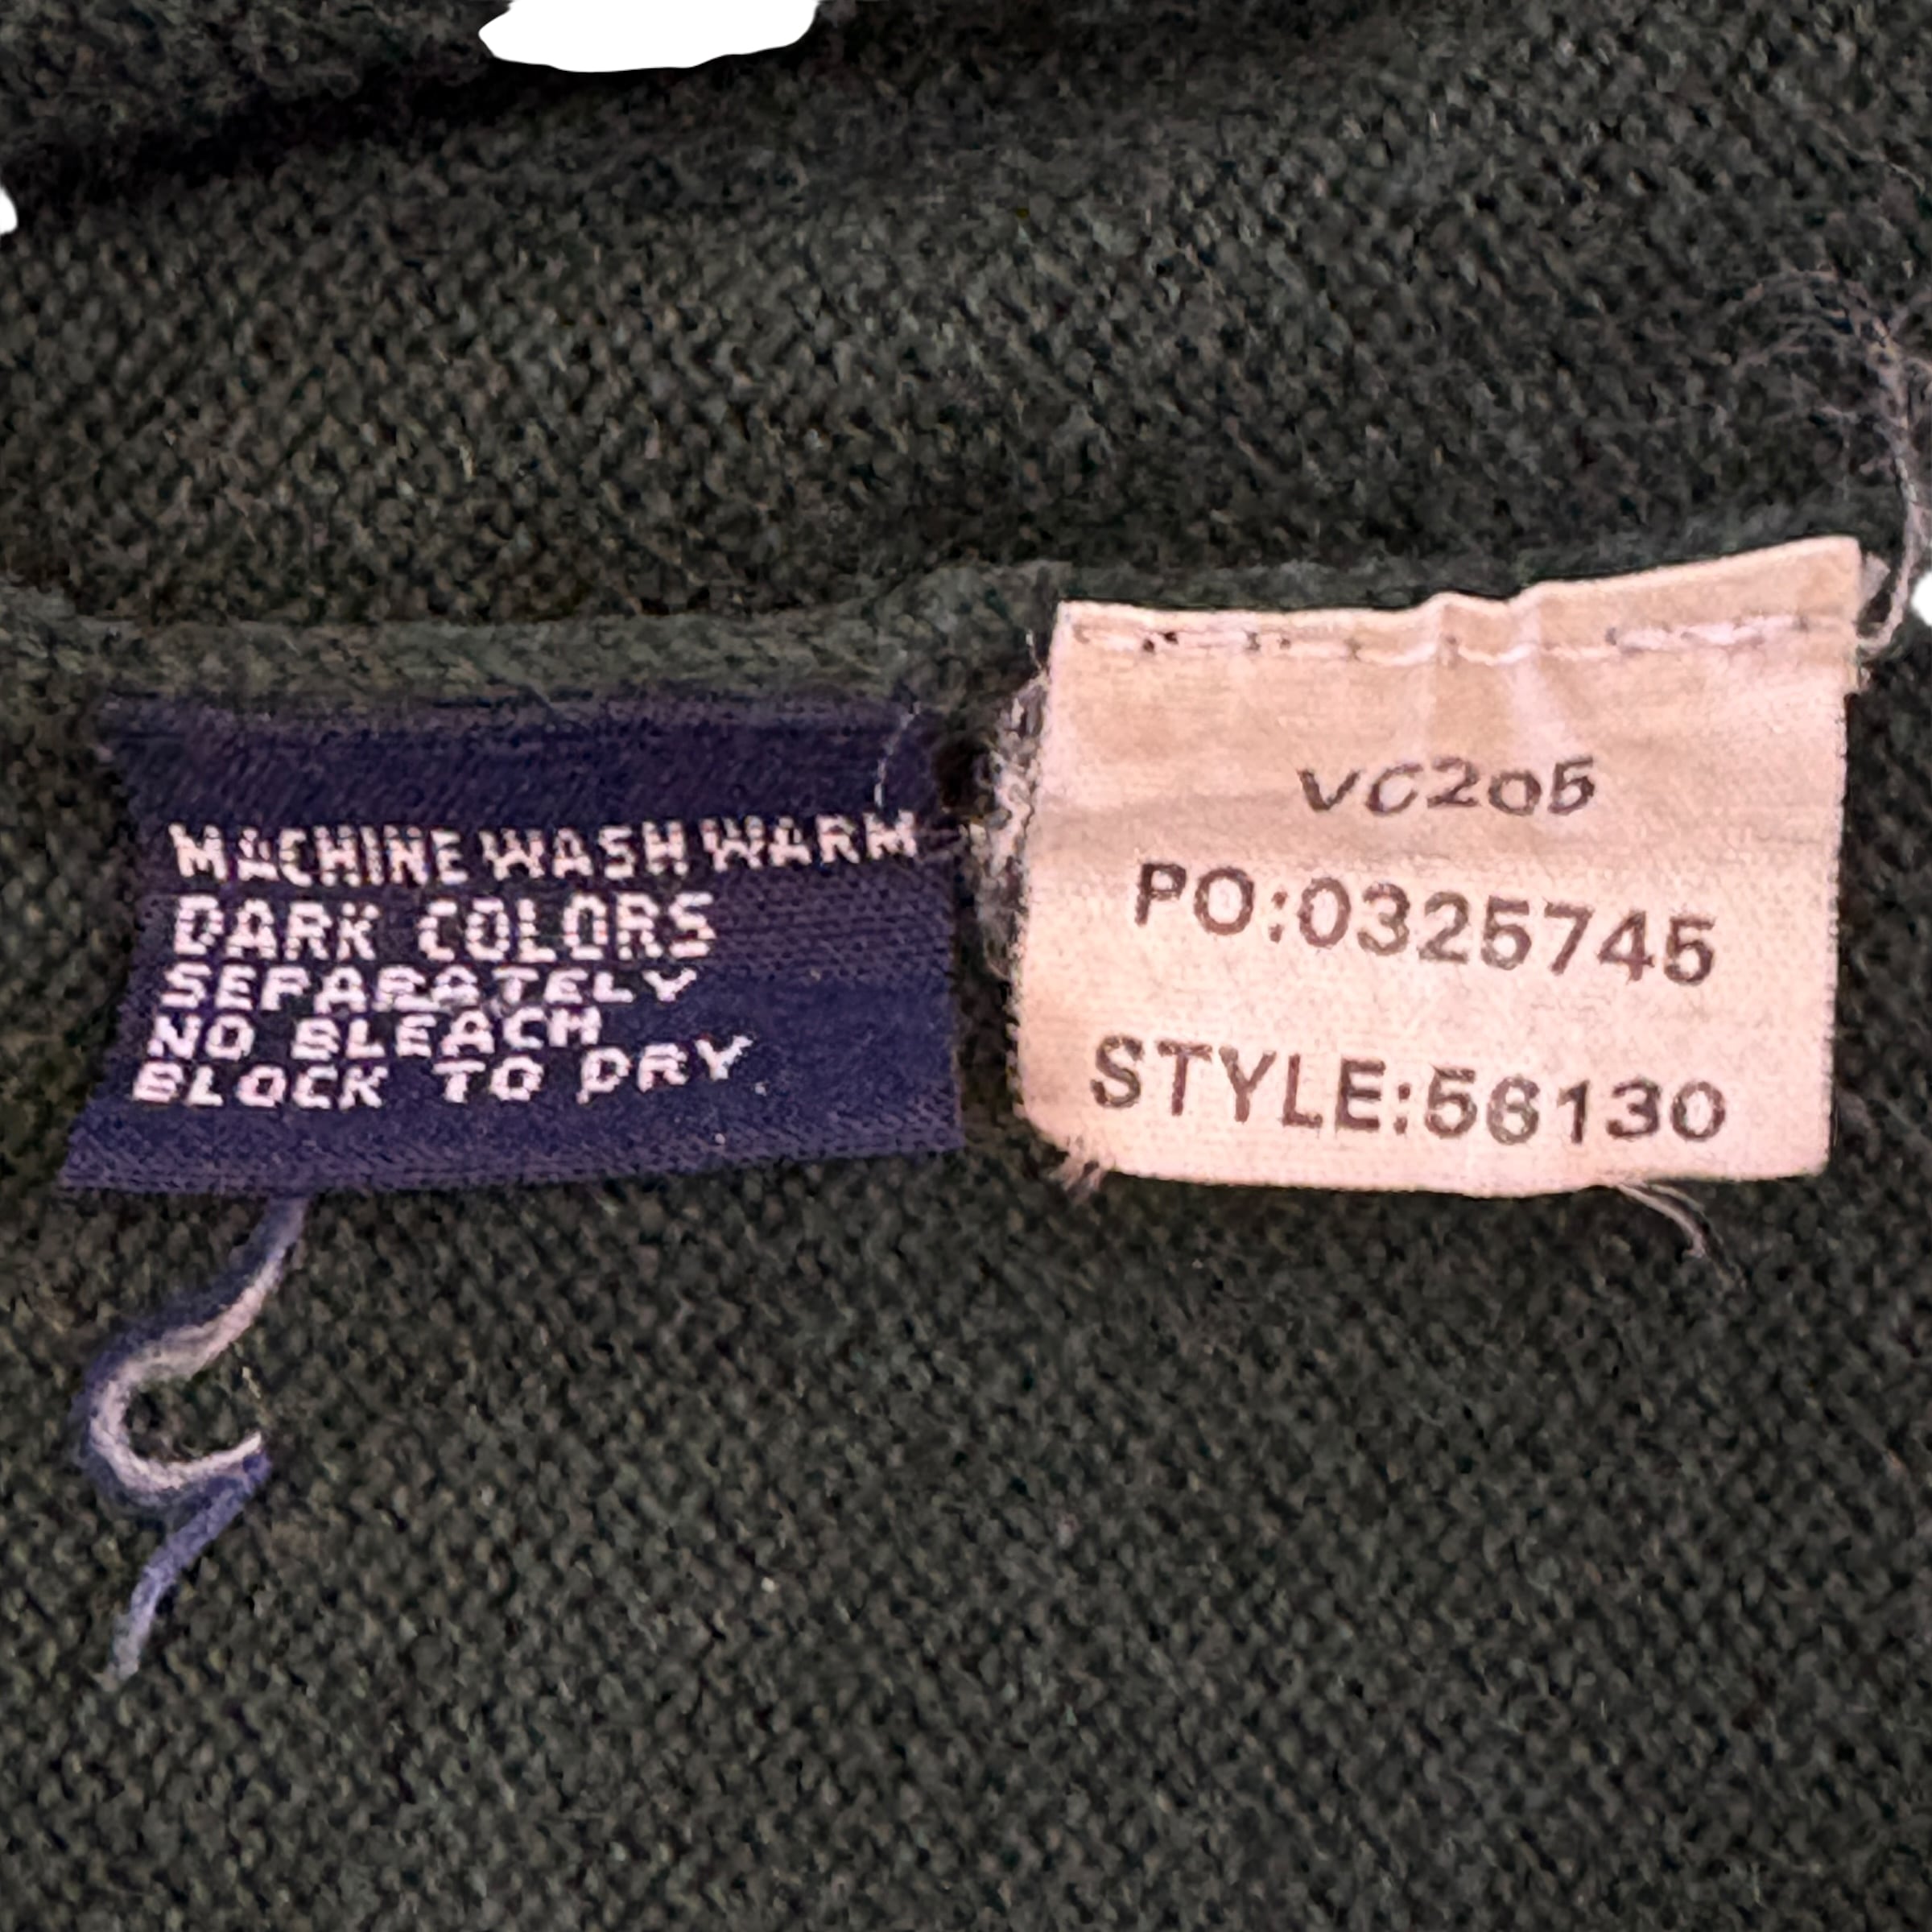 MACHINE WASH WARM
DARK COLORS
SEPARATELY
NO BLEACH
BLOCK TO DRY
VC205
PO:0325745
STYLE:56130